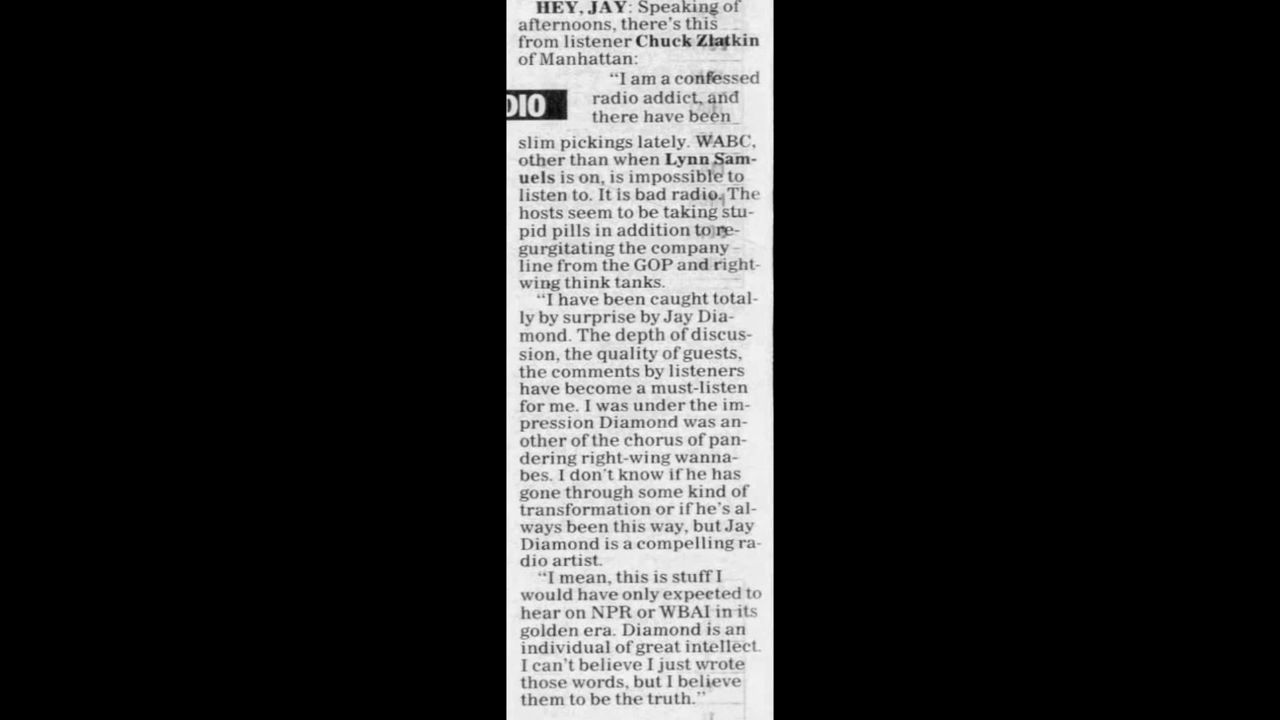 HEY, JAY: Speaking of
afternoons, there's this
from listener Chuck Zlatkin
of Manhattan:
"I am a confessed
radio addict, and
there have been
DIO
slim pickings lately. WABC,
other than when Lynn Sam-
uels is on, is impossible to
listen to. It is bad radio. The
hosts seem to be taking stu-
pid pills in addition to re-
gurgitating the company
line from the GOP and right-
wing think tanks.
"I have been caught total-
ly by surprise by Jay Dia-
mond. The depth of discus-
sion, the quality of guests,
the comments by listeners
have become a must-listen
for me. I was under the im-
pression Diamond was an-
other of the chorus of pan-
dering right-wing wanna-
bes. I don't know if he has
gone through some kind of
transformation or if he's al-
ways been this way, but Jay
Diamond is a compelling ra-
dio artist.
"I mean, this is stuff I
would have only expected to
hear on NPR or WBAI in its
golden era. Diamond is an
individual of great intellect.
I can't believe I just wrote
those words, but I believe
them to be the truth."